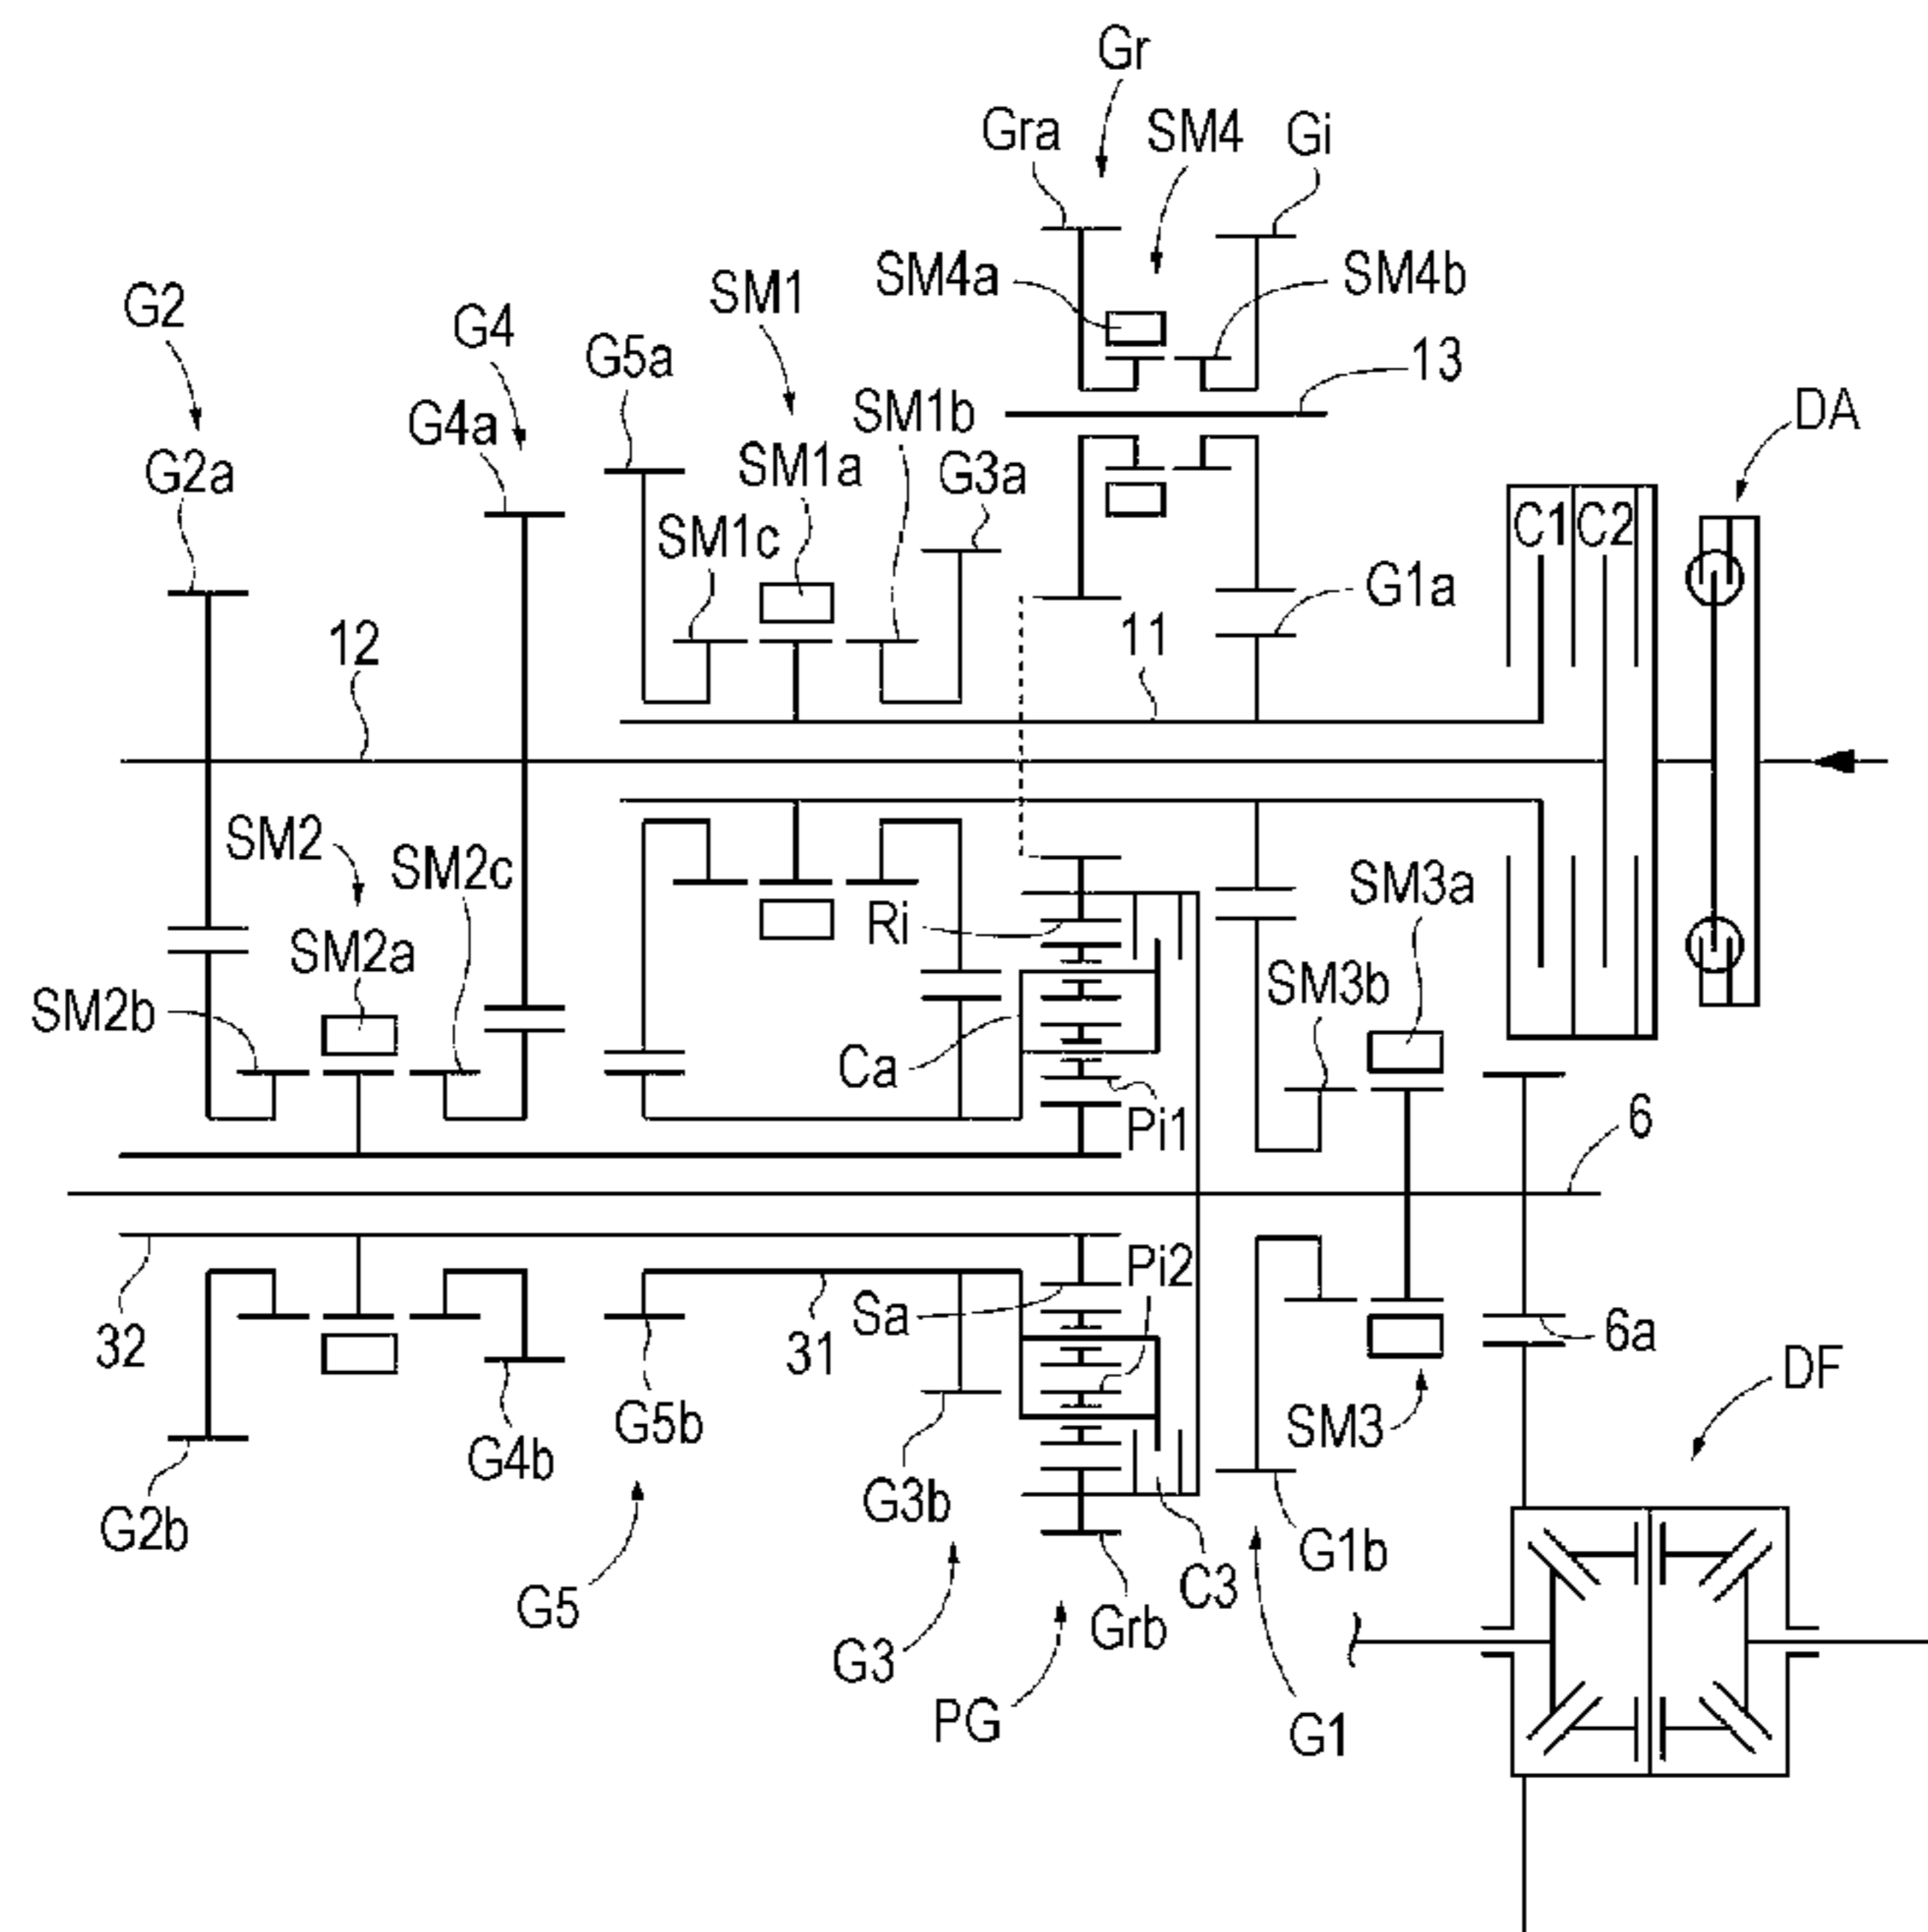 Gr
Gra
SM4
Gi
SM4a
SM4b
G2
SM1
G4
G5a
13
G4a
SM1b
DA
G2a
SM1a
G3a
SM1c
C1
C2
G1a
12
11
SM2
SM2c
SM3a
Ri
SM2a
SM3b
SM2b
Ca
Pi1
6
Pi2
Sa
32
31
6a
DF
G5b
SM3
G4b
G3b
G2b
G1b
C3
G5
Grb
G3
PG
G1